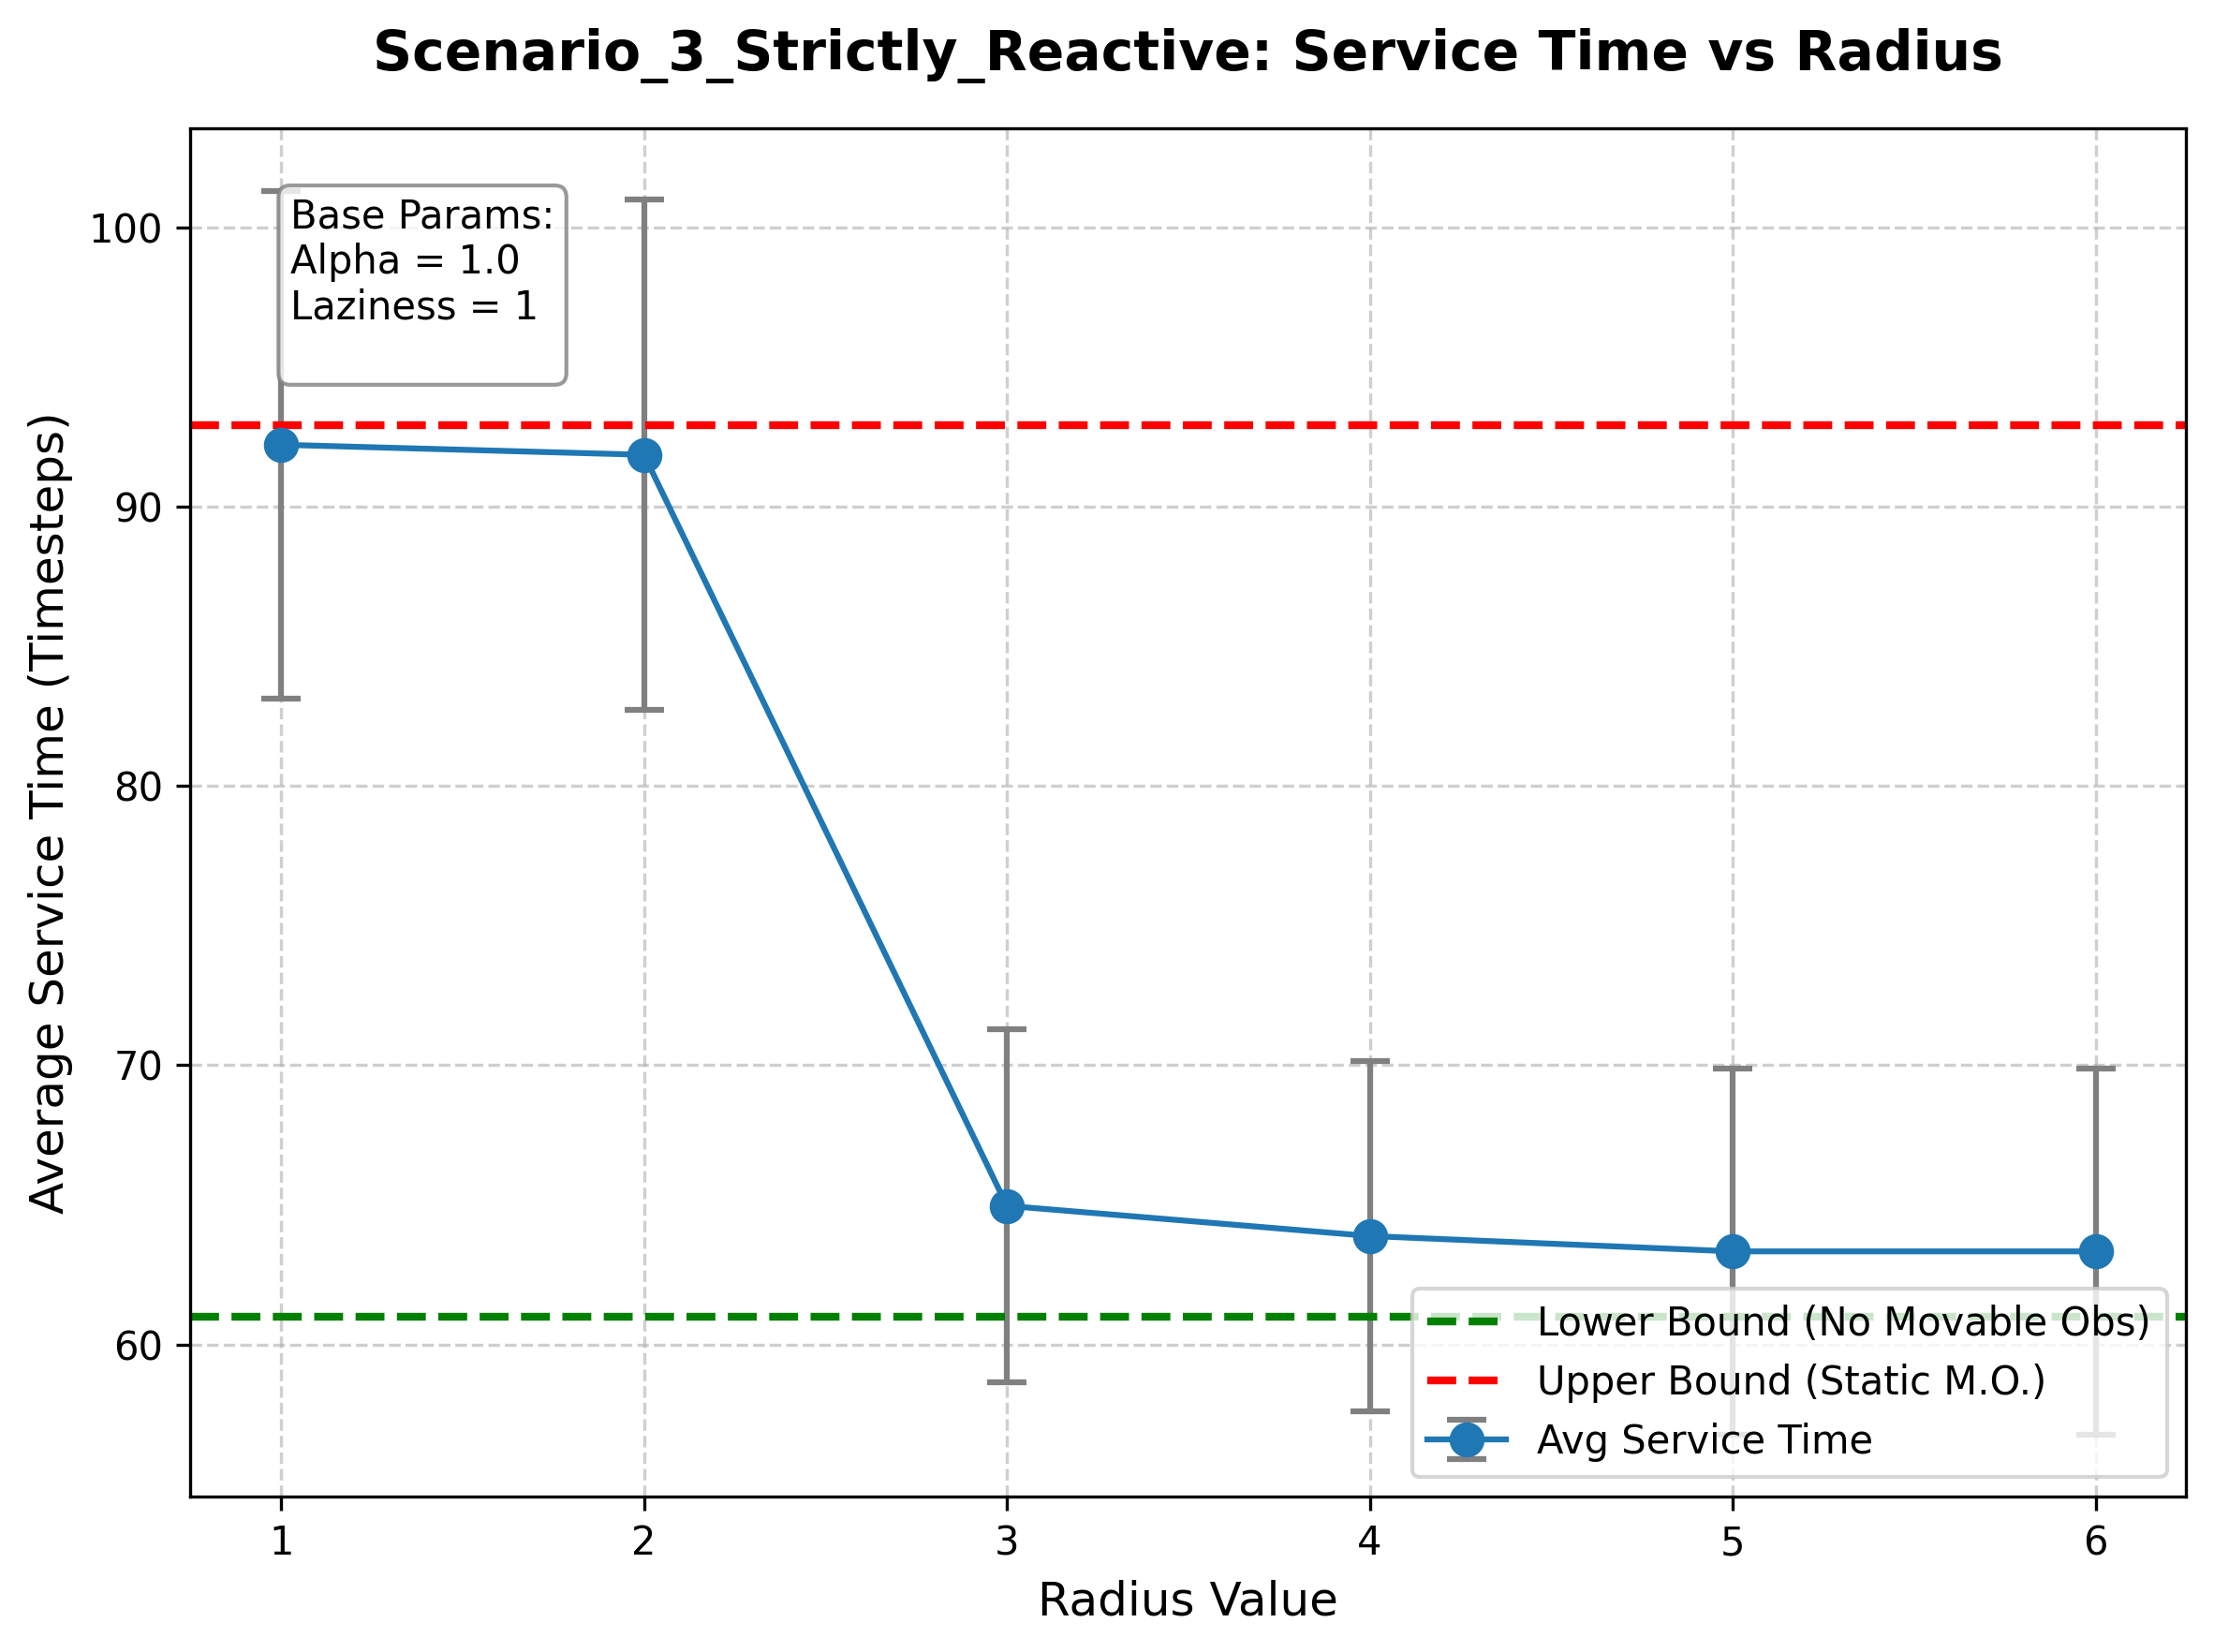 Scenario_3_Strictly_Reactive: Service Time vs Radius
Base Params:
Alpha = 1.0
Laziness = 1
Average Service Time (Timesteps)
100
90
80
70
60
Lower Bound (No Movable Obs)
Upper Bound (Static M.O.)
Avg Service Time
1 2 3 4 5 6
Radius Value